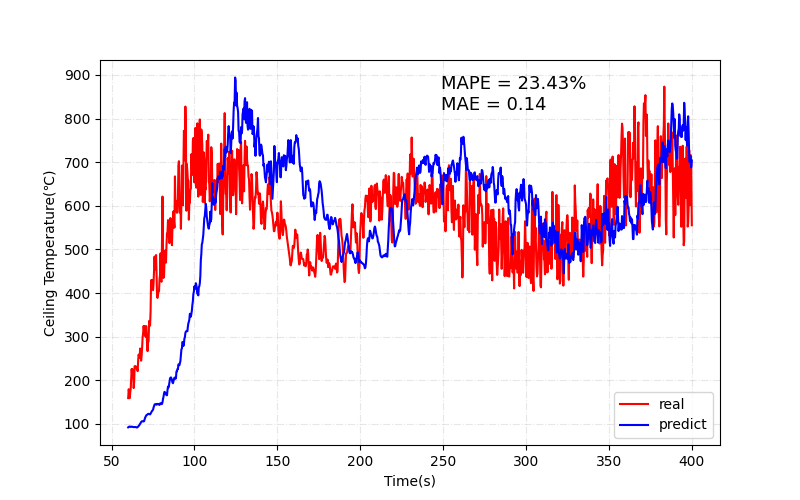 MAPE = 23.43%
MAE = 0.14
Ceiling Temperature(℃)
900
800
700
600
500
400
300
200
100
50
100
150
200
250
300
350
400
Time(s)
real
predict